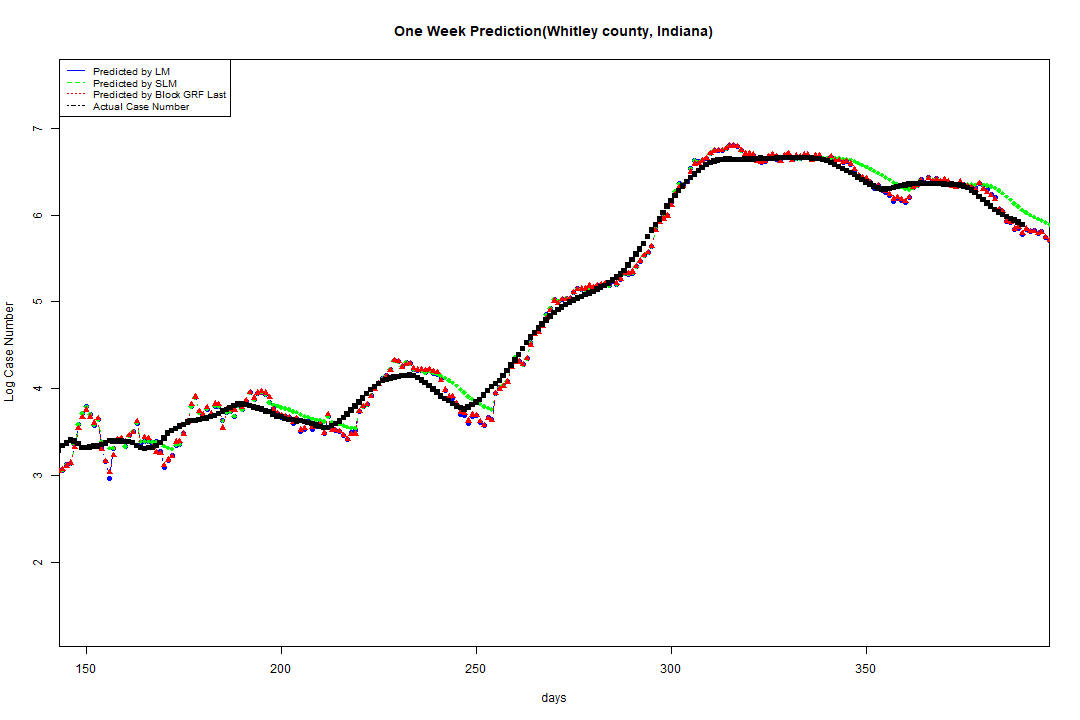 One Week Prediction(Whitley county, Indiana)
Predicted by LM
Predicted by SLM
Predicted by Block GRF Last
Actual Case Number
Log Case Number
7
6
5
4
3
2
150 200 250 300 350
days